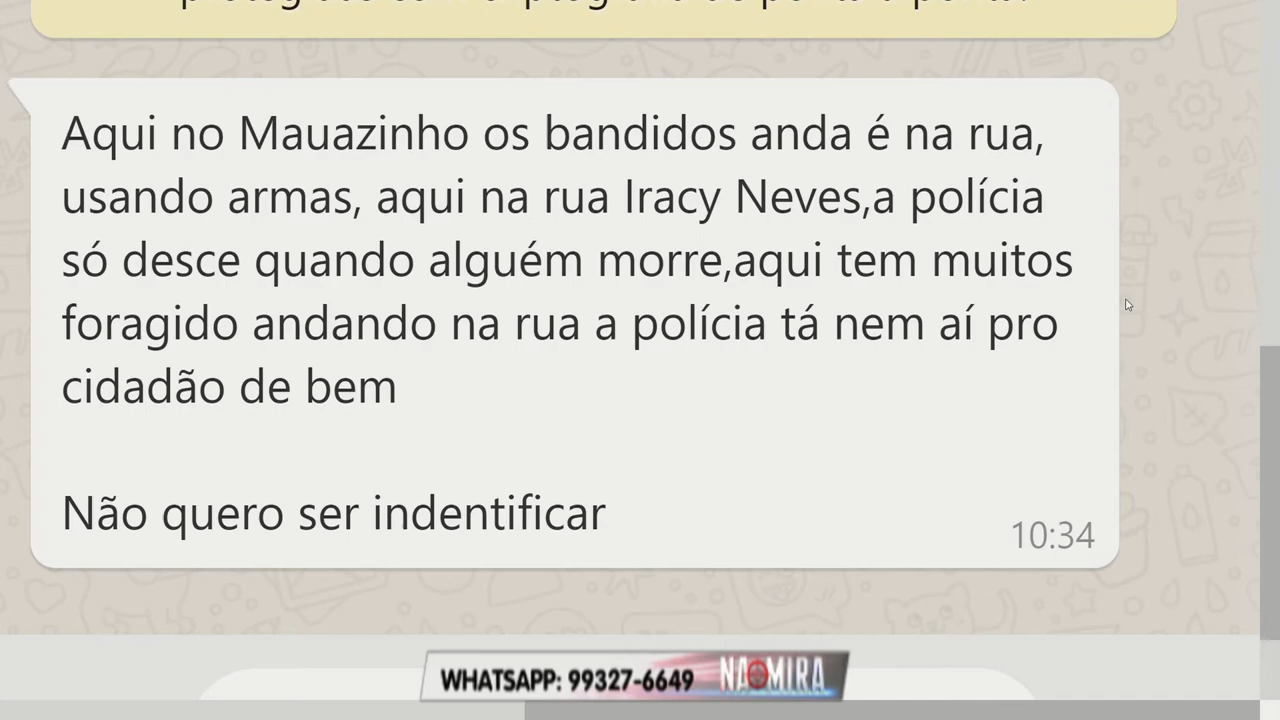 Aqui no Mauazinho os bandidos anda é na rua,
usando armas, aqui na rua Iracy Neves,a polícia
só desce quando alguém morre,aqui tem muitos
foragido andando na rua a polícia tá nem aí pro
cidadão de bem
Não quero ser indentificar
10:34
WHATSAPP: 99327-6649 NA MIRA